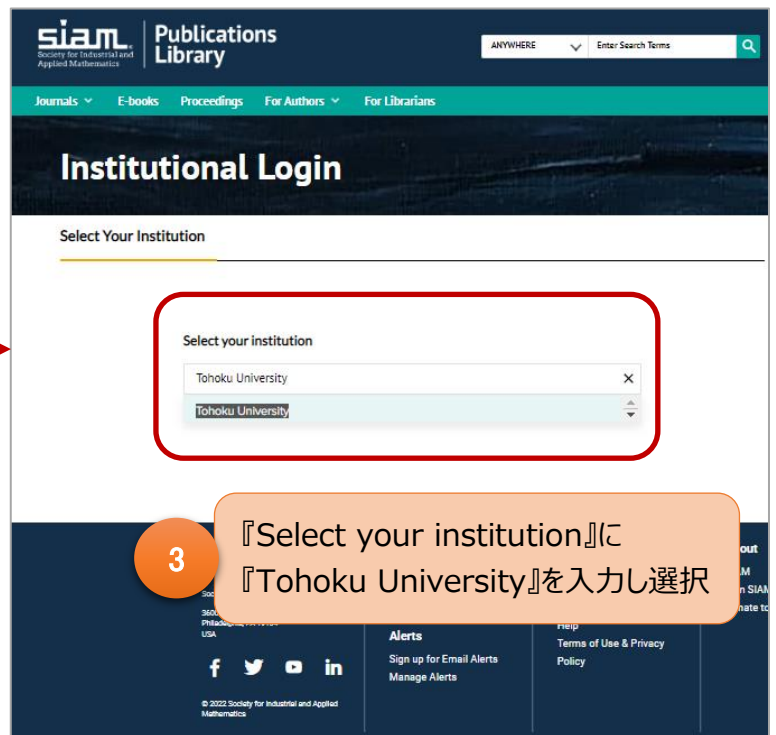 siam.
Society for Industrial and
Applied Mathematics
Publications
Library
ANYWHERE
Enter Search Terms
Journals
E-books
Proceedings
For Authors
For Librarians
Institutional Login
Select Your Institution
Select your institution
Tohoku University
Tohoku University
3
『Select your institution』に
『Tohoku University』を入力し選択
USA
© 2022 Society for Industrial and Applied
Mathematics
Alerts
Sign up for Email Alerts
Manage Alerts
Help
Terms of Use & Privacy
Policy